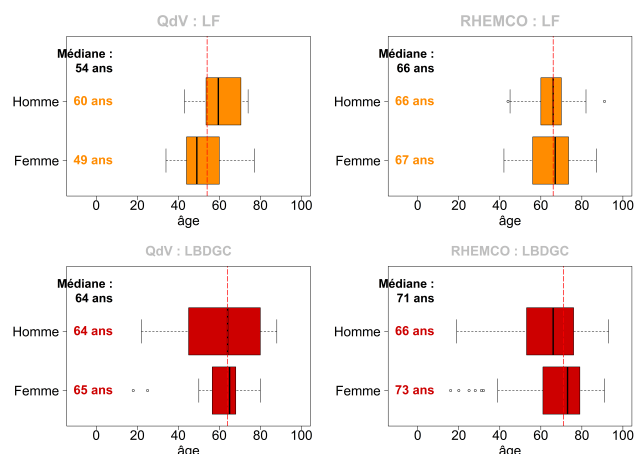 QdV : LF
Médiane :
54 ans
Homme
60 ans
Femme
49 ans
0 20 40 60 80 100
âge
RHEMCO : LF
Médiane :
66 ans
Homme
66 ans
Femme
67 ans
0 20 40 60 80 100
âge
QdV : LBDGC
Médiane :
64 ans
Homme
64 ans
Femme
65 ans
0 20 40 60 80 100
âge
RHEMCO : LBDGC
Médiane :
71 ans
Homme
66 ans
Femme
73 ans
0 20 40 60 80 100
âge